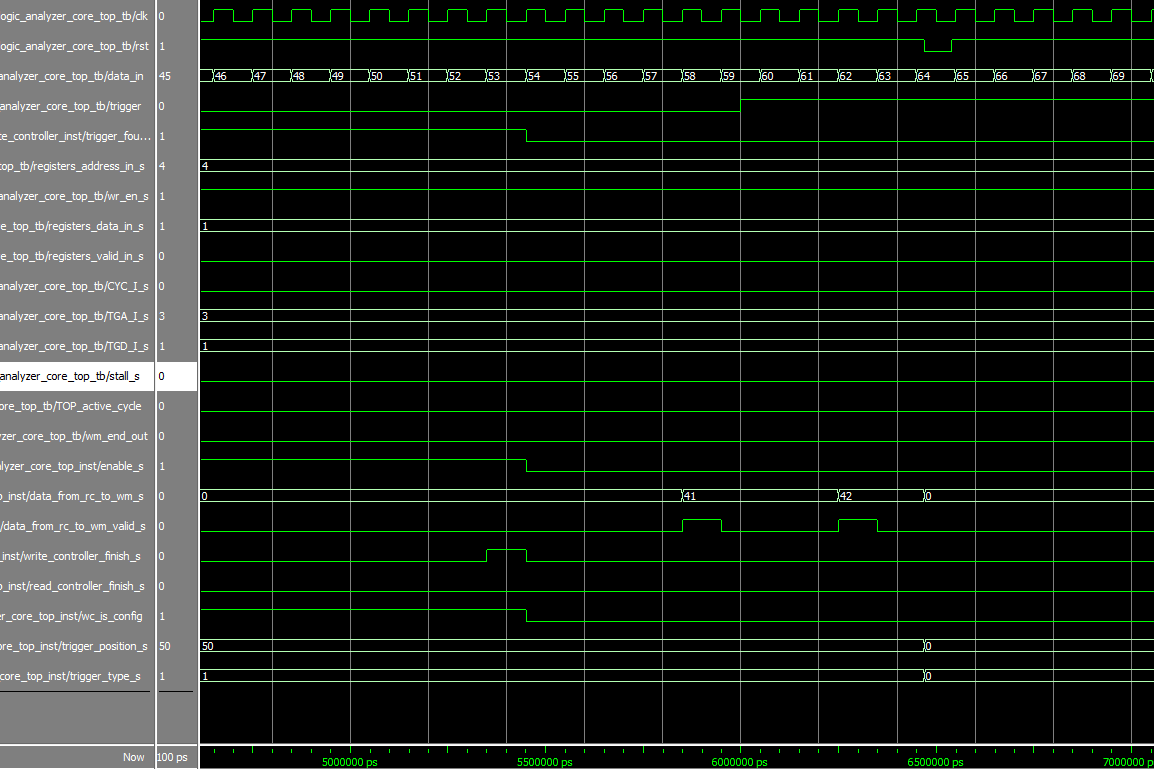 logic_analyzer_core_top_tb/clk 0
ogic_analyzer_core_top_tb/rst 1
analyzer_core_top_tb/data_in 45 46 47 48 49 50 51 52 53 54 55 56 57 58 59 60 61 62 63 64 65 66 67 68 69
analyzer_core_top_tb/trigger 0
te_controller_inst/trigger_fou... 1
top_tb/registers_address_in_s 4 4
analyzer_core_top_tb/wr_en_s 1
e_top_tb/registers_data_in_s 1 1
e_top_tb/registers_valid_in_s 0
analyzer_core_top_tb/CYC_I_s 0
analyzer_core_top_tb/TGA_I_s 3 3
analyzer_core_top_tb/TGD_I_s 1 1
analyzer_core_top_tb/stall_s 0
ore_top_tb/TOP_active_cycle 0
yzer_core_top_tb/wm_end_out 0
alyzer_core_top_inst/enable_s 1
p_inst/data_from_rc_to_wm_s 0 0 41 42 0
/data_from_rc_to_wm_valid_s 0
_inst/write_controller_finish_s 0
p_inst/read_controller_finish_s 0
er_core_top_inst/wc_is_config 1
ore_top_inst/trigger_position_s 50 50 0
core_top_inst/trigger_type_s 1 1 0
Now 100 ps 5000000 ps 5500000 ps 6000000 ps 6500000 ps 7000000 ps